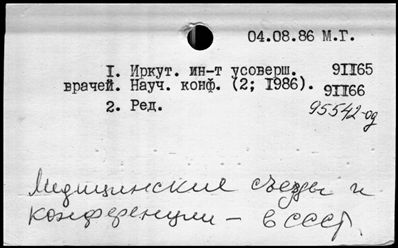 04.08.86 М.Г.
I. Иркут. ин-т усоверш. 9II65
врачей. Науч. конф. (2; I986). 9II66
2. Ред. 95542-од
Медицинские съезды и
конференции – в СССР.